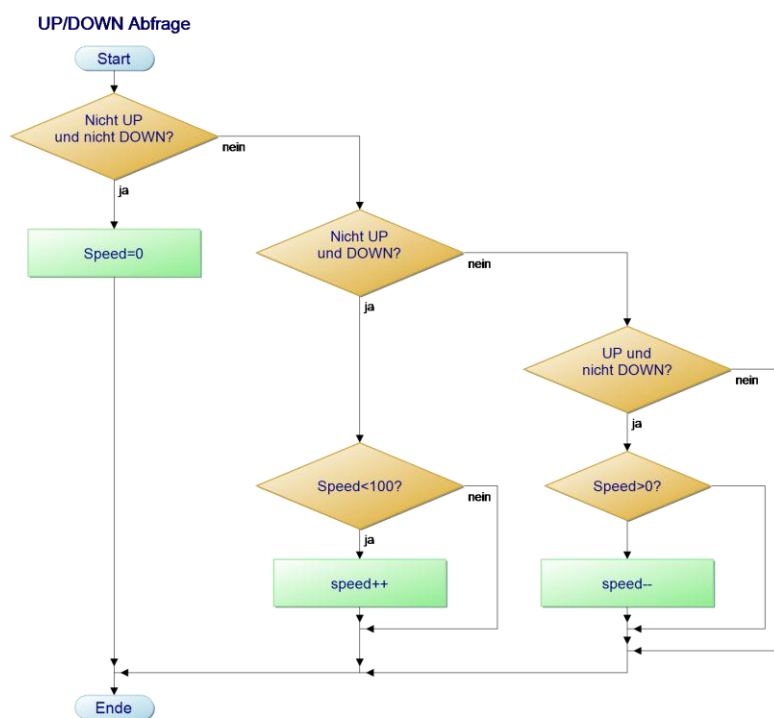 UP/DOWN Abfrage
Start
Nicht UP
und nicht DOWN?
nein
ja
Speed=0
Nicht UP
und DOWN?
nein
ja
UP und
nicht DOWN?
nein
ja
Speed<100?
nein
ja
speed++
Speed>0?
speed--
Ende